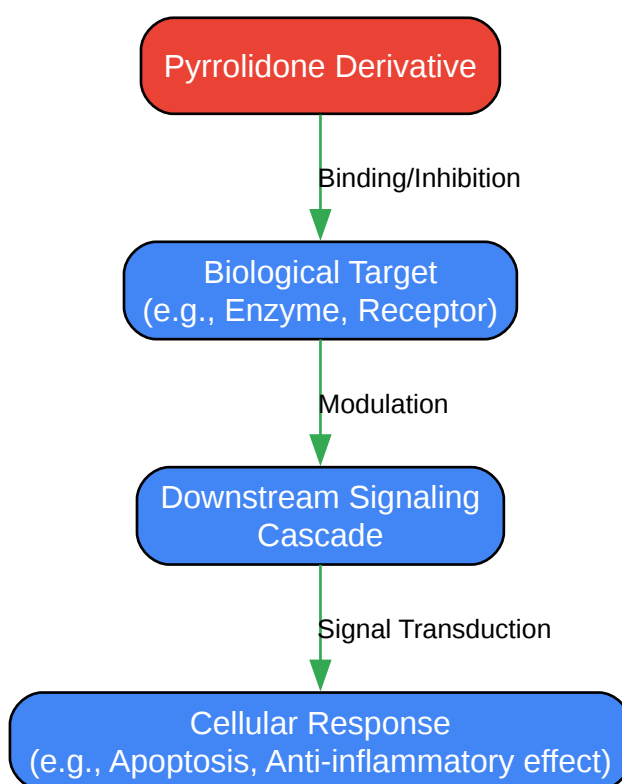 Pyrrolidone Derivative
Binding/Inhibition
Biological Target
(e.g., Enzyme, Receptor)
Modulation
Downstream Signaling
Cascade
Signal Transduction
Cellular Response
(e.g., Apoptosis, Anti-inflammatory effect)